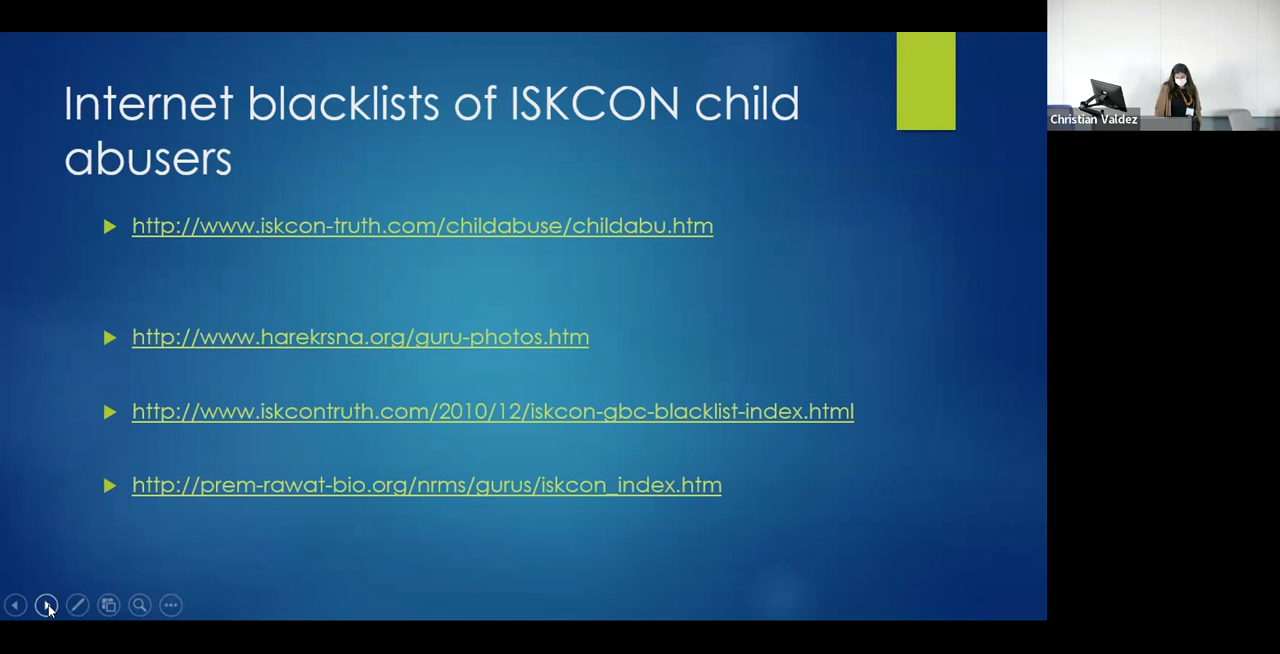 Internet blacklists of ISKCON child
abusers
http://www.iskcon-truth.com/childabuse/childabu.htm
http://www.harekrsna.org/guru-photos.htm
http://www.iskcontruth.com/2010/12/iskcon-gbc-blacklist-index.html
http://prem-rawat-bio.org/nrms/gurus/iskcon_index.htm
Christian Valdez